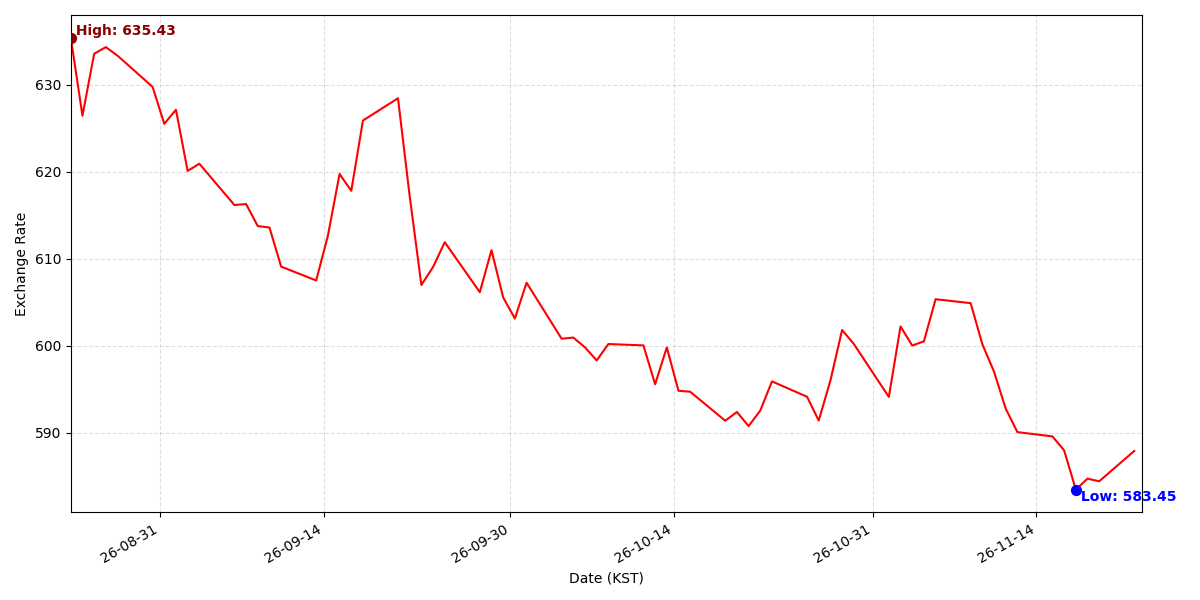 High: 635.43
630
620
610
600
590
Exchange Rate
Low: 583.45
26-08-31
26-09-14
26-09-30
26-10-14
26-10-31
26-11-14
Date (KST)